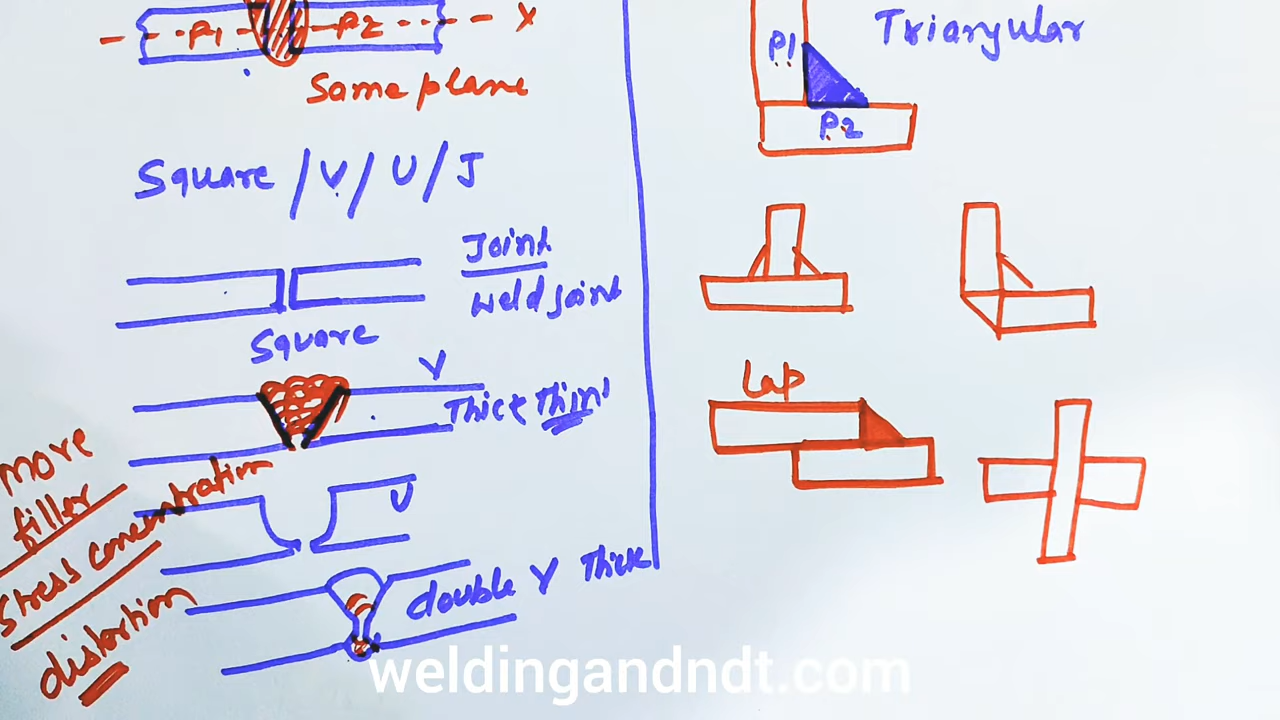 P1 P2 X
Same plane
Square / V / U / J
Joint
Weld joint
Square
V
Thick Thin
More
filler
Stress concentration
distortion
U
double V Thick
Triangular
P1
P2
Lap
weldingandndt.com